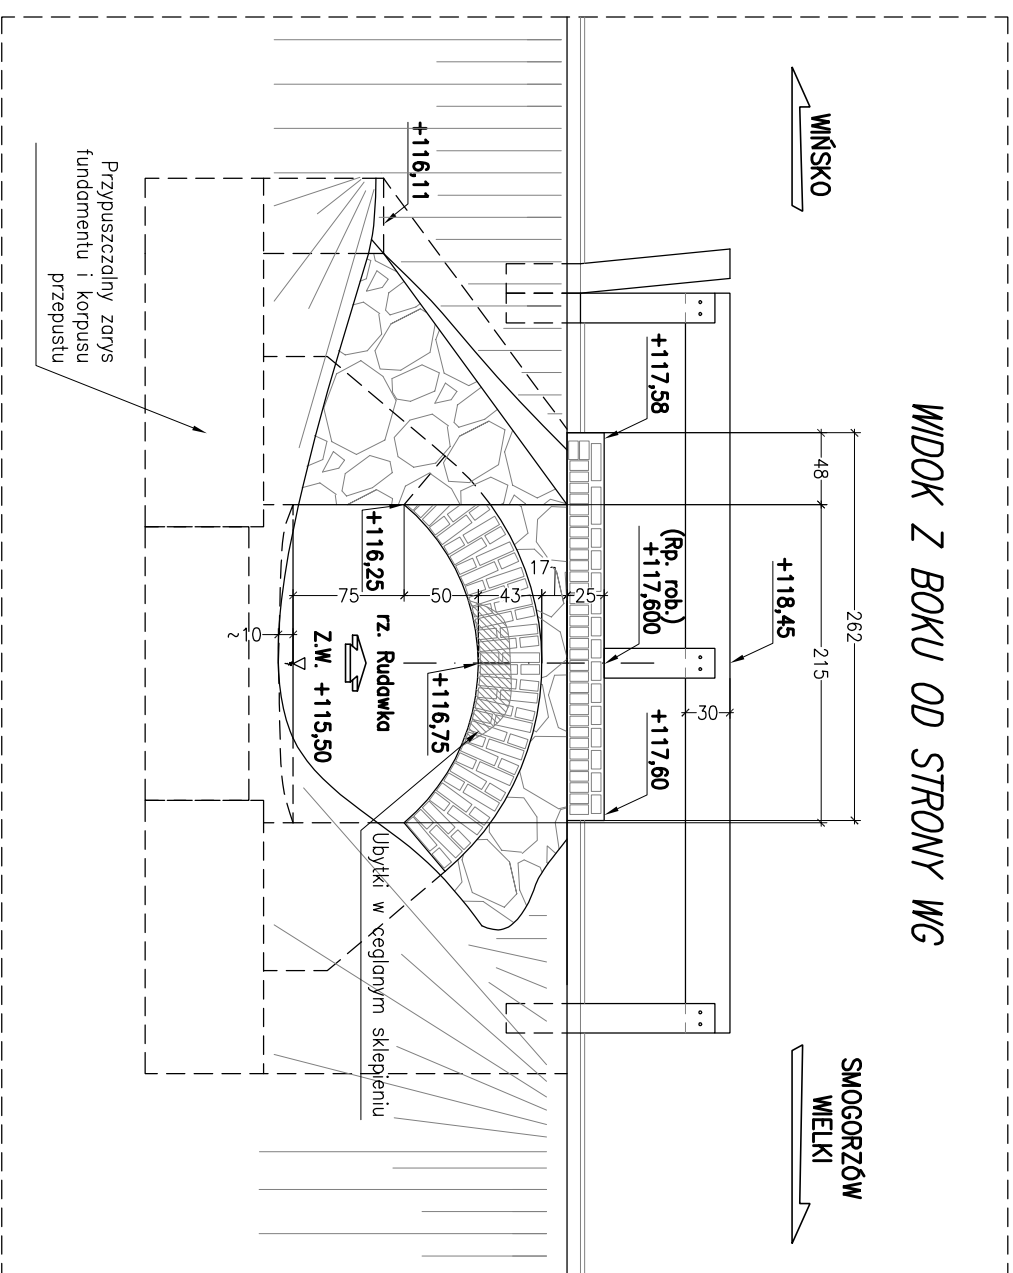 WIDOK Z BOKU OD STRONY WG
WIŃSKO
SMOGORZÓW
WIELKI
262
48
215
+118,45
30
(Rp. rob.)
+117,600
+117,58
+117,60
25
17
43
50
75
~10
+116,11
+116,25
+116,75
rz. Rudawka
Z.W. +115,50
Ubytki w ceglanym sklepieniu
Przypuszczalny zarys
fundamentu i korpusu
przepustu